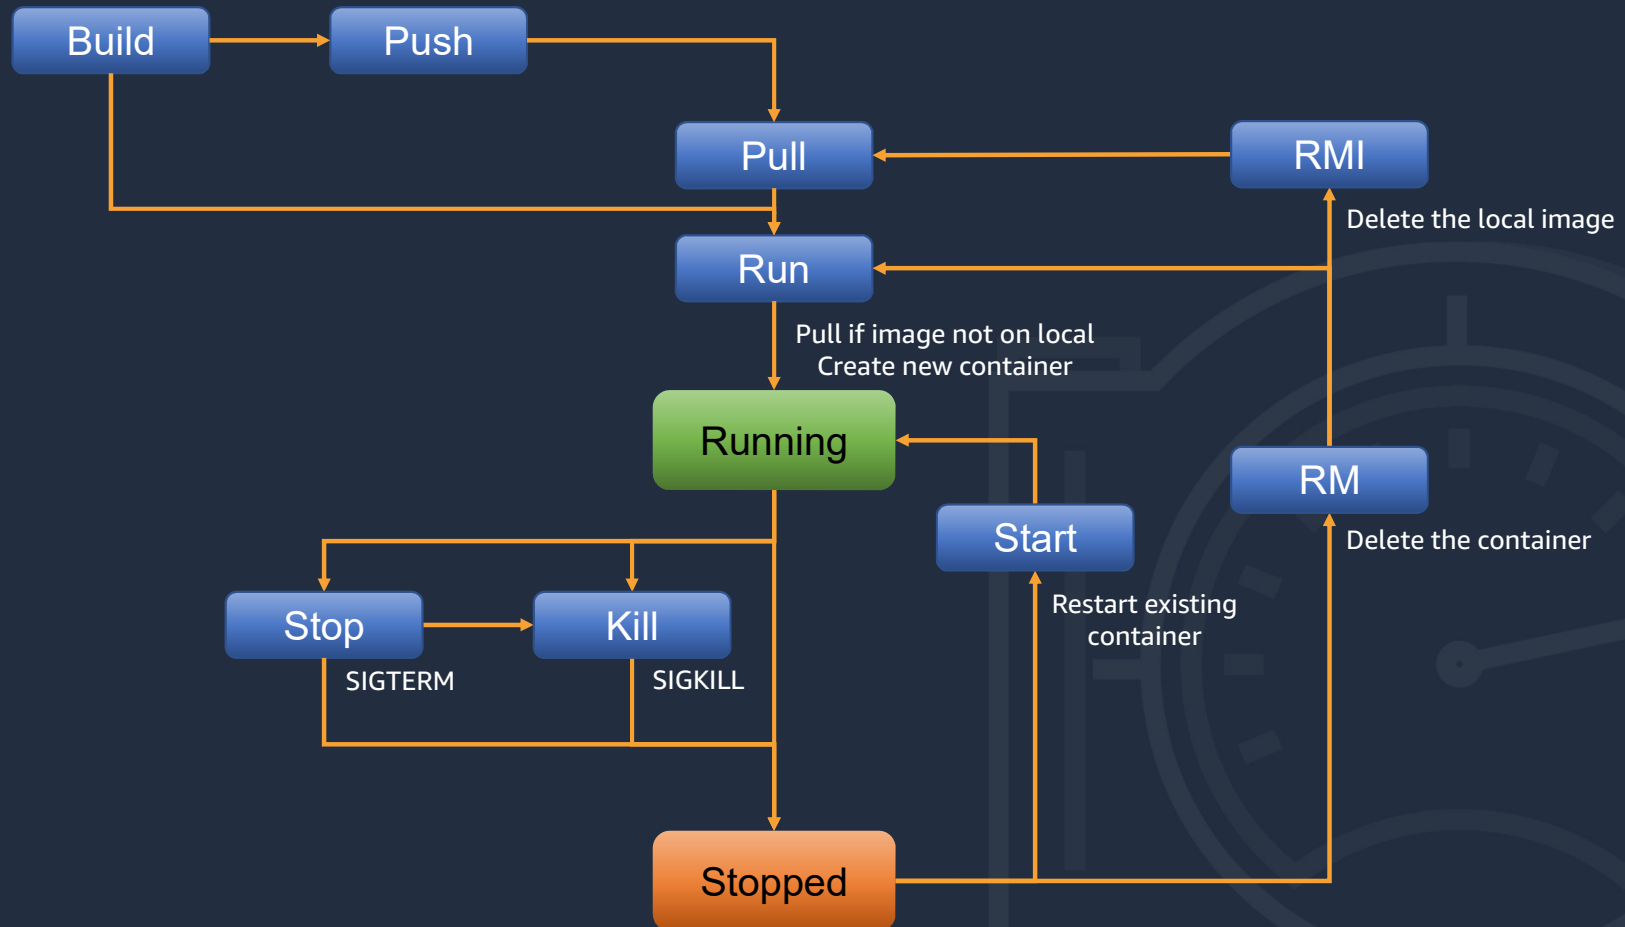 Build
Push
Pull
RMI
Delete the local image
Run
Pull if image not on local
Create new container
Running
RM
Start
Delete the container
Restart existing
container
Stop
Kill
SIGTERM
SIGKILL
Stopped